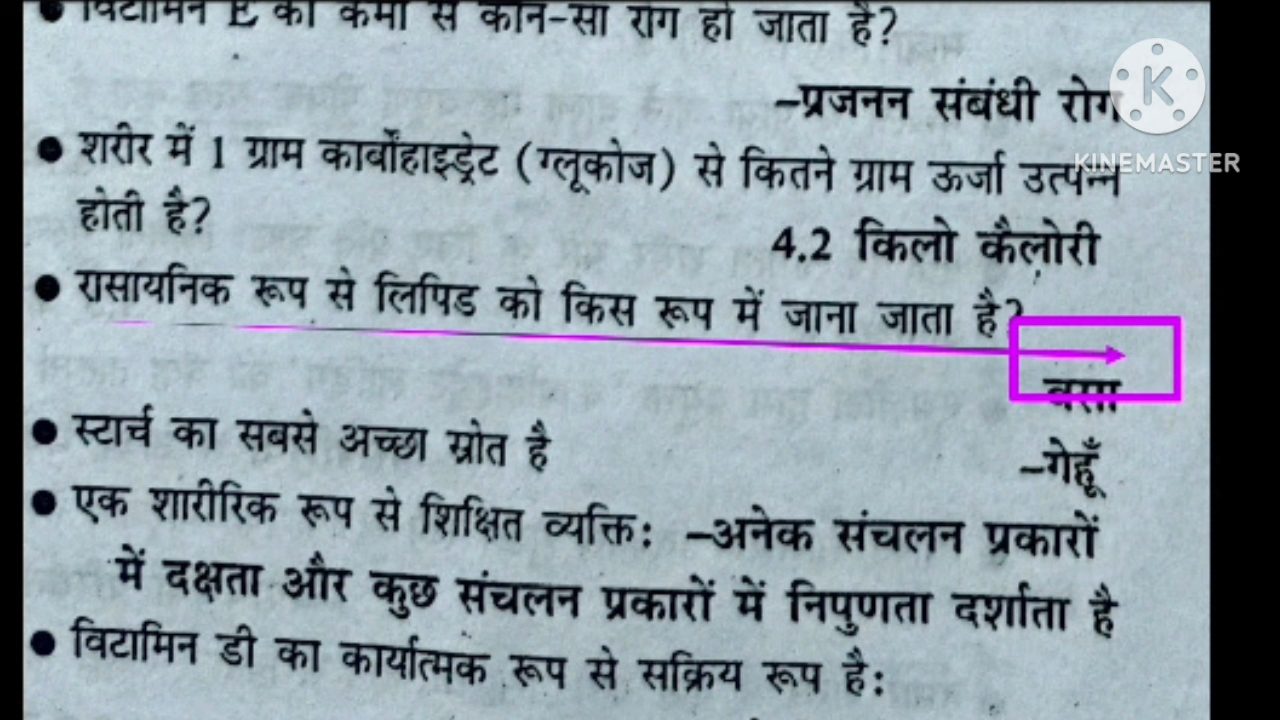 • विटामिन E की कमी से कौन-सा रोग हो जाता है?
–प्रजनन संबंधी रोग
K
KINEMASTER
• शरीर में 1 ग्राम कार्बोहाइड्रेट (ग्लूकोज) से कितने ग्राम ऊर्जा उत्पन्न
होती है?
4.2 किलो कैलोरी
• रासायनिक रूप से लिपिड को किस रूप में जाना जाता है?
वसा
• स्टार्च का सबसे अच्छा स्रोत है
–गेहूँ
• एक शारीरिक रूप से शिक्षित व्यक्ति: –अनेक संचलन प्रकारों
में दक्षता और कुछ संचलन प्रकारों में निपुणता दर्शाता है
• विटामिन डी का कार्यात्मक रूप से सक्रिय रूप है: